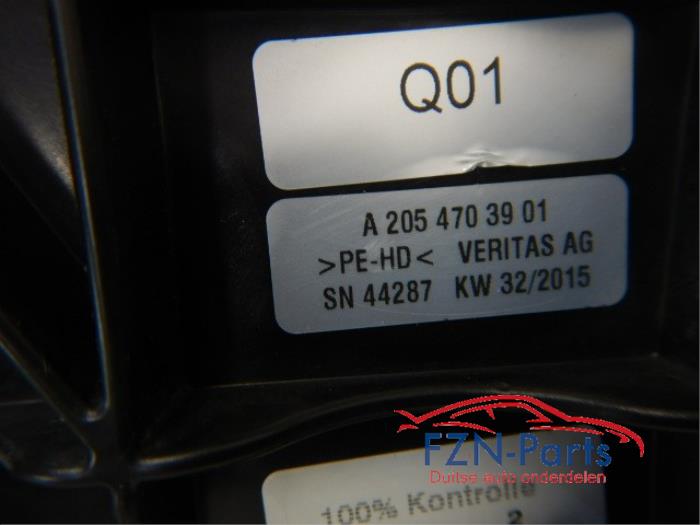 Q01
A 205 470 39 01
>PE-HD< VERITAS AG
SN 44287 KW 32/2015
FZN-Parts
Duitse auto onderdelen
100% Kontrolle
2